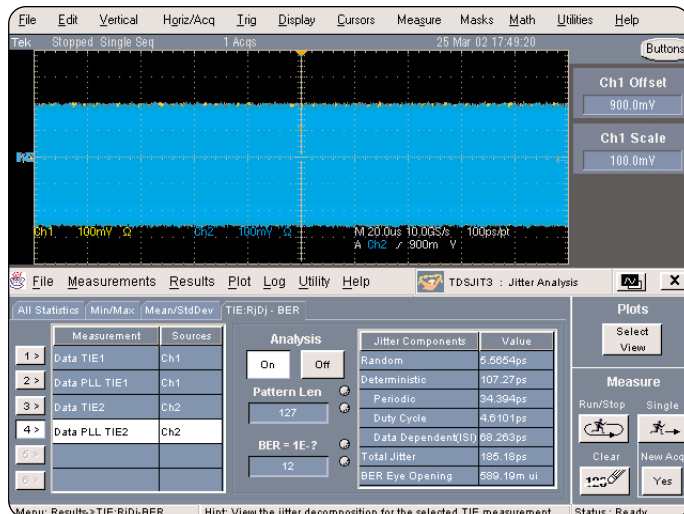 File Edit Vertical Horiz/Acq Trig Display Cursors Measure Masks Math Utilities Help
Tek Stopped Single Seq 1 Acqs 25 Mar 02 17:49:20
Buttons
Ch1 Offset
900.0mV
Ch1 Scale
100.0mV
Ch1 100mV Ω Ch2 100mV Ω M 20.0us 10.0GS/s 100ps/pt
A Ch2 900m V
File Measurements Results Plot Log Utility Help TDSJIT3 : Jitter Analysis X
All Statistics Min/Max Mean/StdDev TIE:RjDj - BER
Measurement Sources
1 > Data TIE1 Ch1
2 > Data PLL TIE1 Ch1
3 > Data TIE2 Ch2
4 > Data PLL TIE2 Ch2
5 >
6 >
Analysis
On Off
Pattern Len
127
BER = 1E-?
12
Jitter Components Value
Random 5.5654ps
Deterministic 107.27ps
Periodic 34.394ps
Duty Cycle 4.6101ps
Data Dependent(ISI) 68.263ps
Total Jitter 185.18ps
BER Eye Opening 589.19m ui
Plots
Select
View
Measure
Run/Stop Single
Clear New Acq
123 Yes
Menu: Results>TIE:RjDj-BER Hint: View the jitter decomposition for the selected TIE measurement Status : Ready